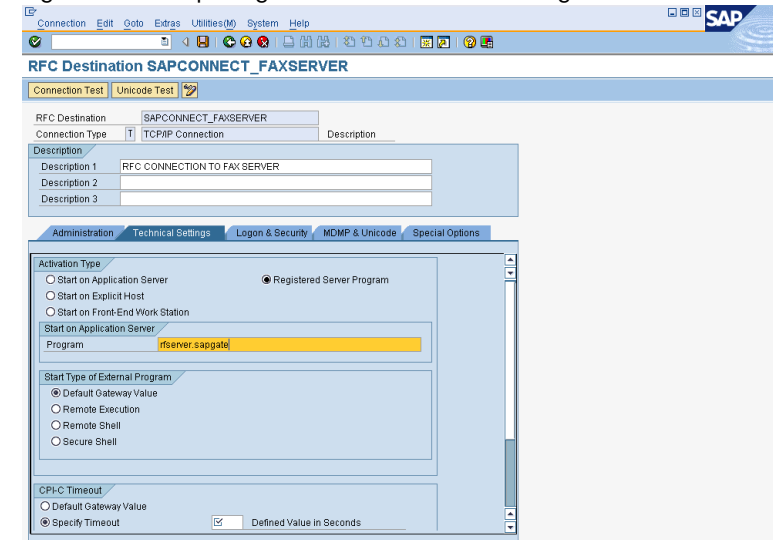 Connection Edit Goto Extras Utilities(M) System Help
SAP
RFC Destination SAPCONNECT_FAXSERVER
Connection Test Unicode Test
RFC Destination SAPCONNECT_FAXSERVER
Connection Type T TCP/IP Connection Description
Description
Description 1 RFC CONNECTION TO FAX SERVER
Description 2
Description 3
Administration Technical Settings Logon & Security MDMP & Unicode Special Options
Activation Type
Start on Application Server Registered Server Program
Start on Explicit Host
Start on Front-End Work Station
Start on Application Server
Program rfserver.sapgate
Start Type of External Program
Default Gateway Value
Remote Execution
Remote Shell
Secure Shell
CPI-C Timeout
Default Gateway Value
Specify Timeout Defined Value in Seconds